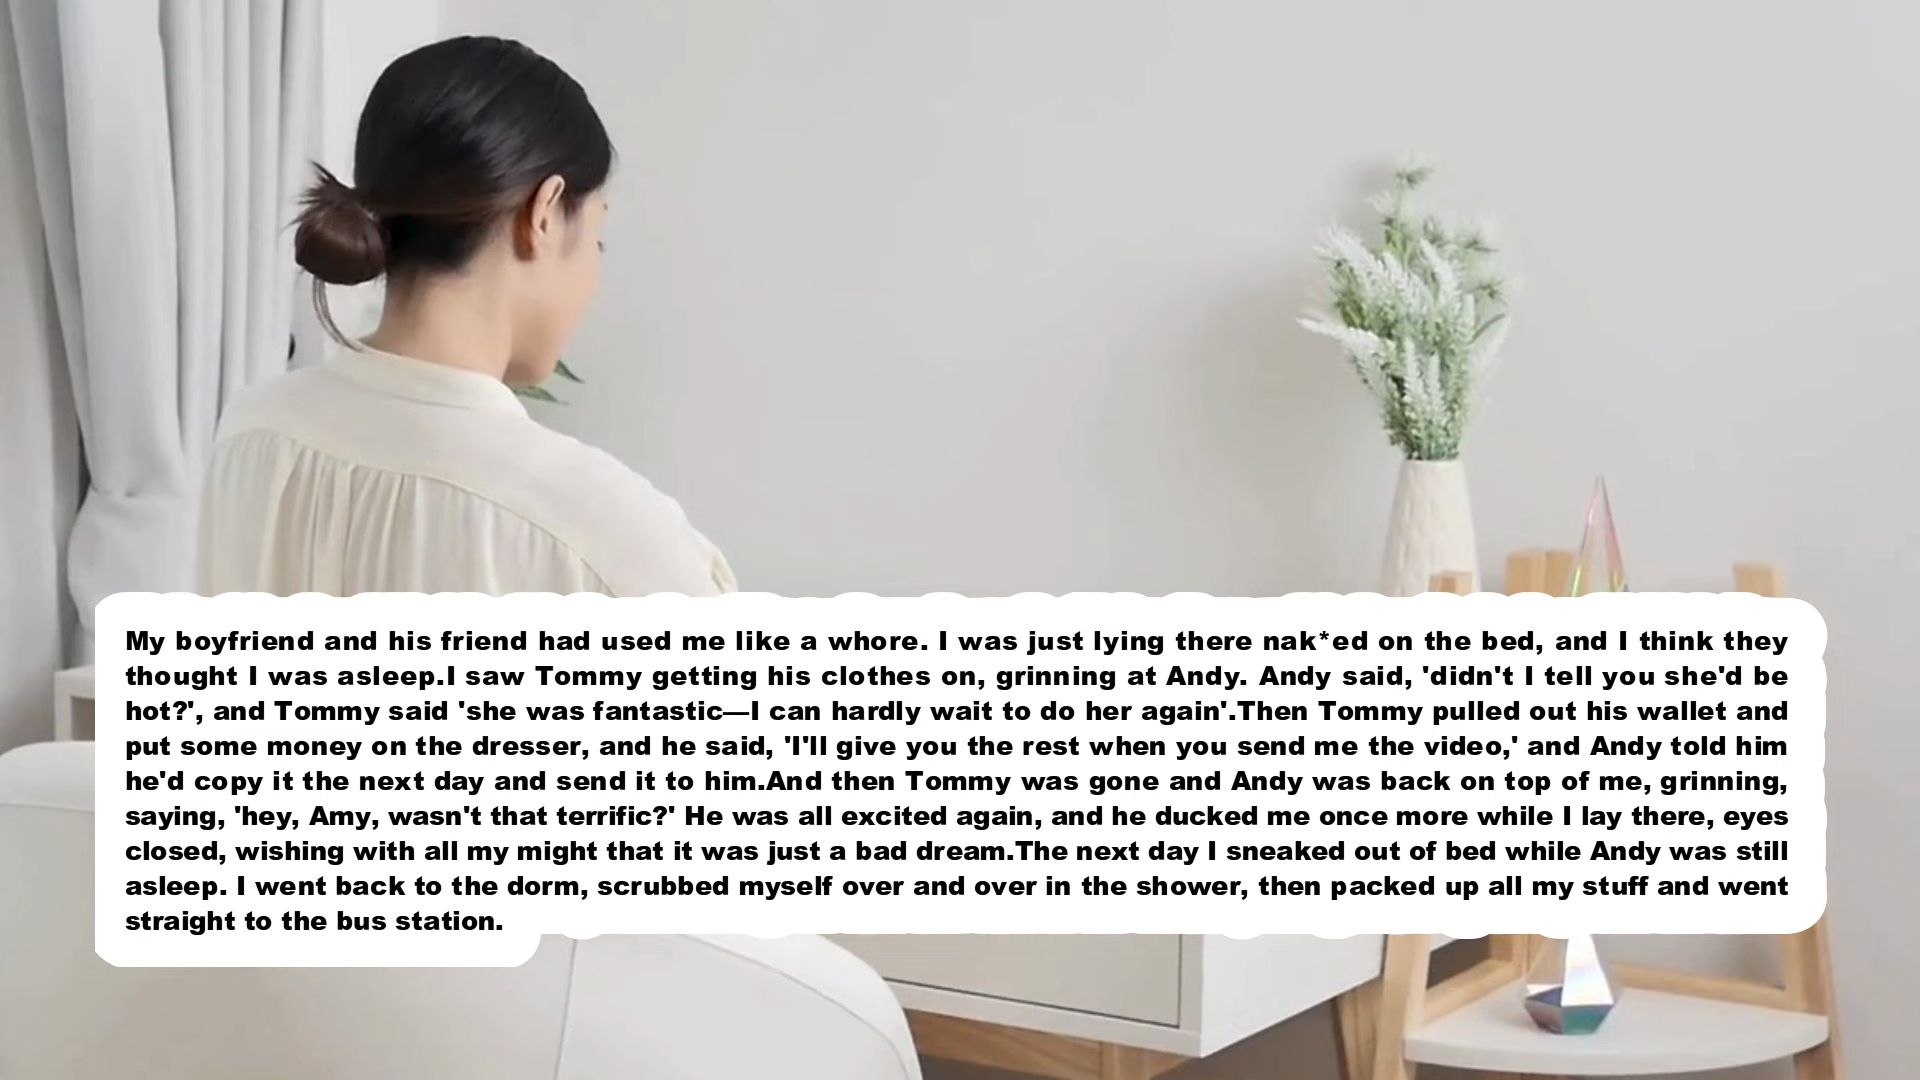 My boyfriend and his friend had used me like a whore. I was just lying there nak*ed on the bed, and I think they
thought I was asleep.I saw Tommy getting his clothes on, grinning at Andy. Andy said, 'didn't I tell you she'd be
hot?', and Tommy said 'she was fantastic—I can hardly wait to do her again'.Then Tommy pulled out his wallet and
put some money on the dresser, and he said, 'I'll give you the rest when you send me the video,' and Andy told him
he'd copy it the next day and send it to him.And then Tommy was gone and Andy was back on top of me, grinning,
saying, 'hey, Amy, wasn't that terrific?' He was all excited again, and he ducked me once more while I lay there, eyes
closed, wishing with all my might that it was just a bad dream.The next day I sneaked out of bed while Andy was still
asleep. I went back to the dorm, scrubbed myself over and over in the shower, then packed up all my stuff and went
straight to the bus station.